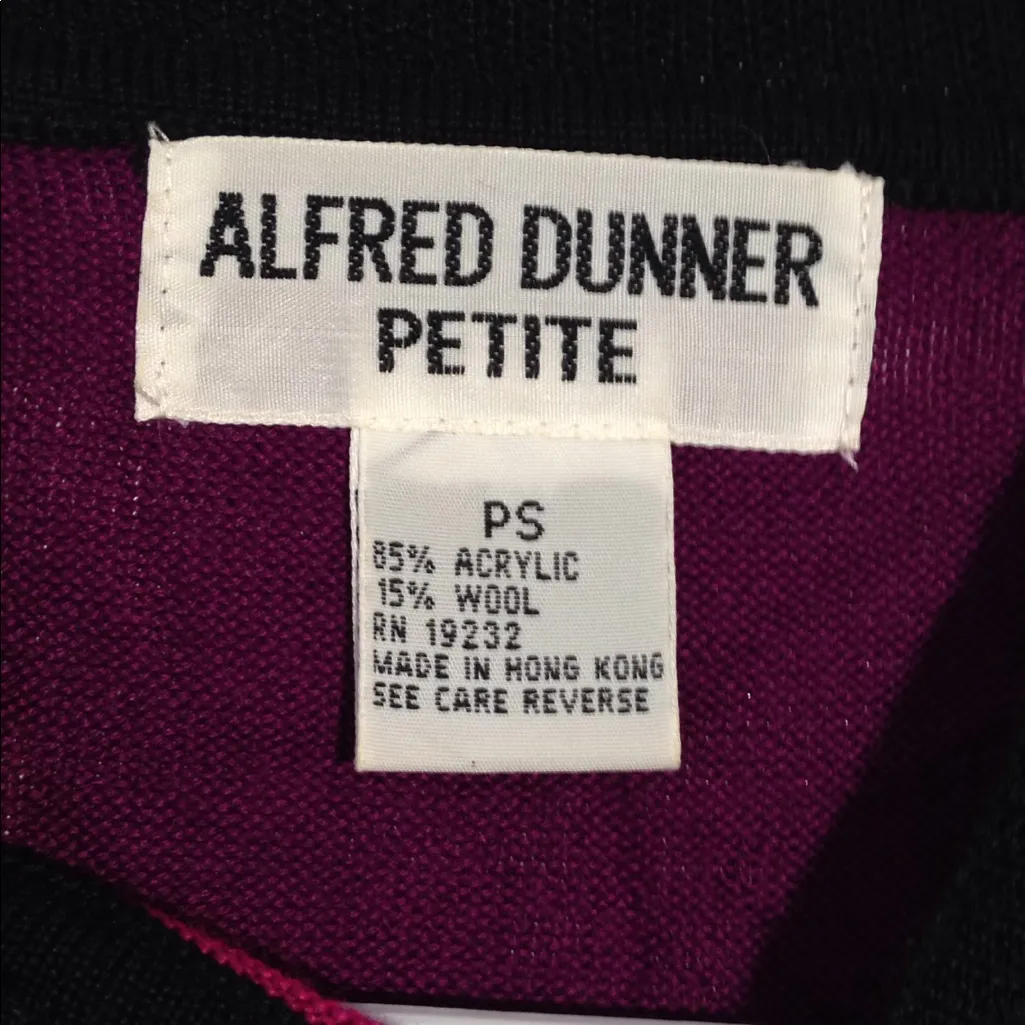 ALFRED DUNNER
PETITE
PS
85% ACRYLIC
15% WOOL
RN 19232
MADE IN HONG KONG
SEE CARE REVERSE